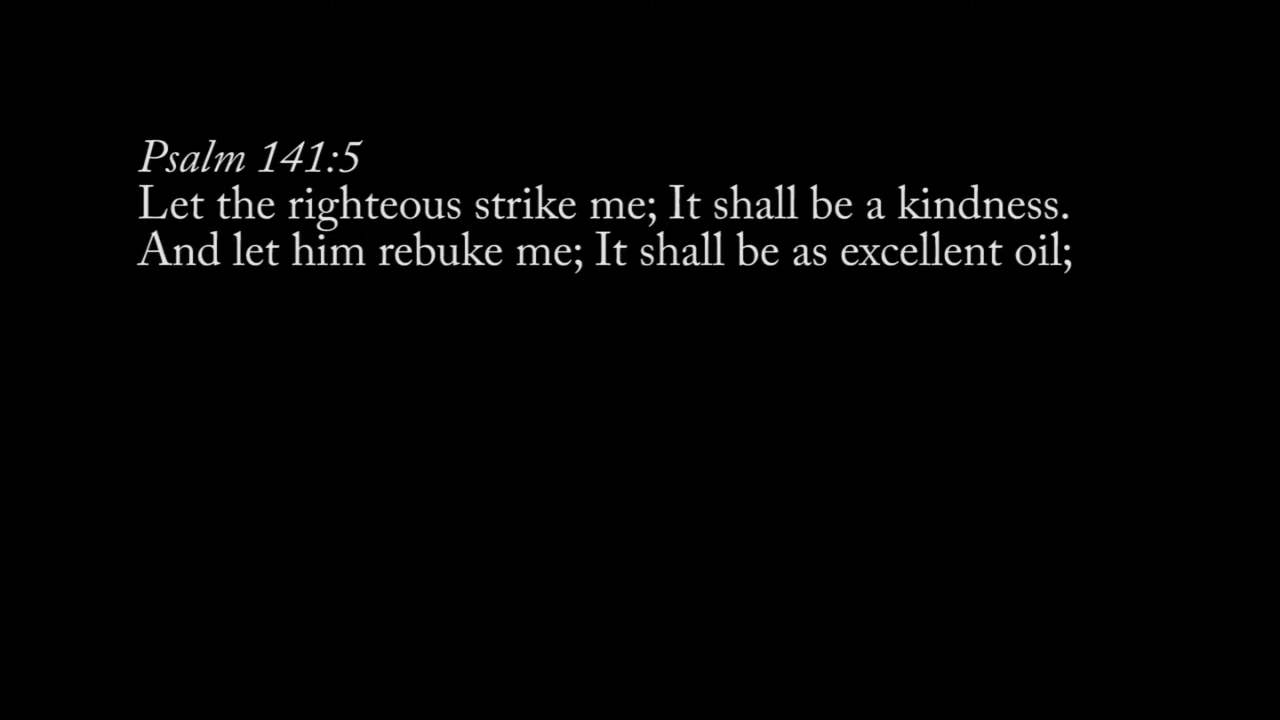 Psalm 141:5
Let the righteous strike me; It shall be a kindness.
And let him rebuke me; It shall be as excellent oil;